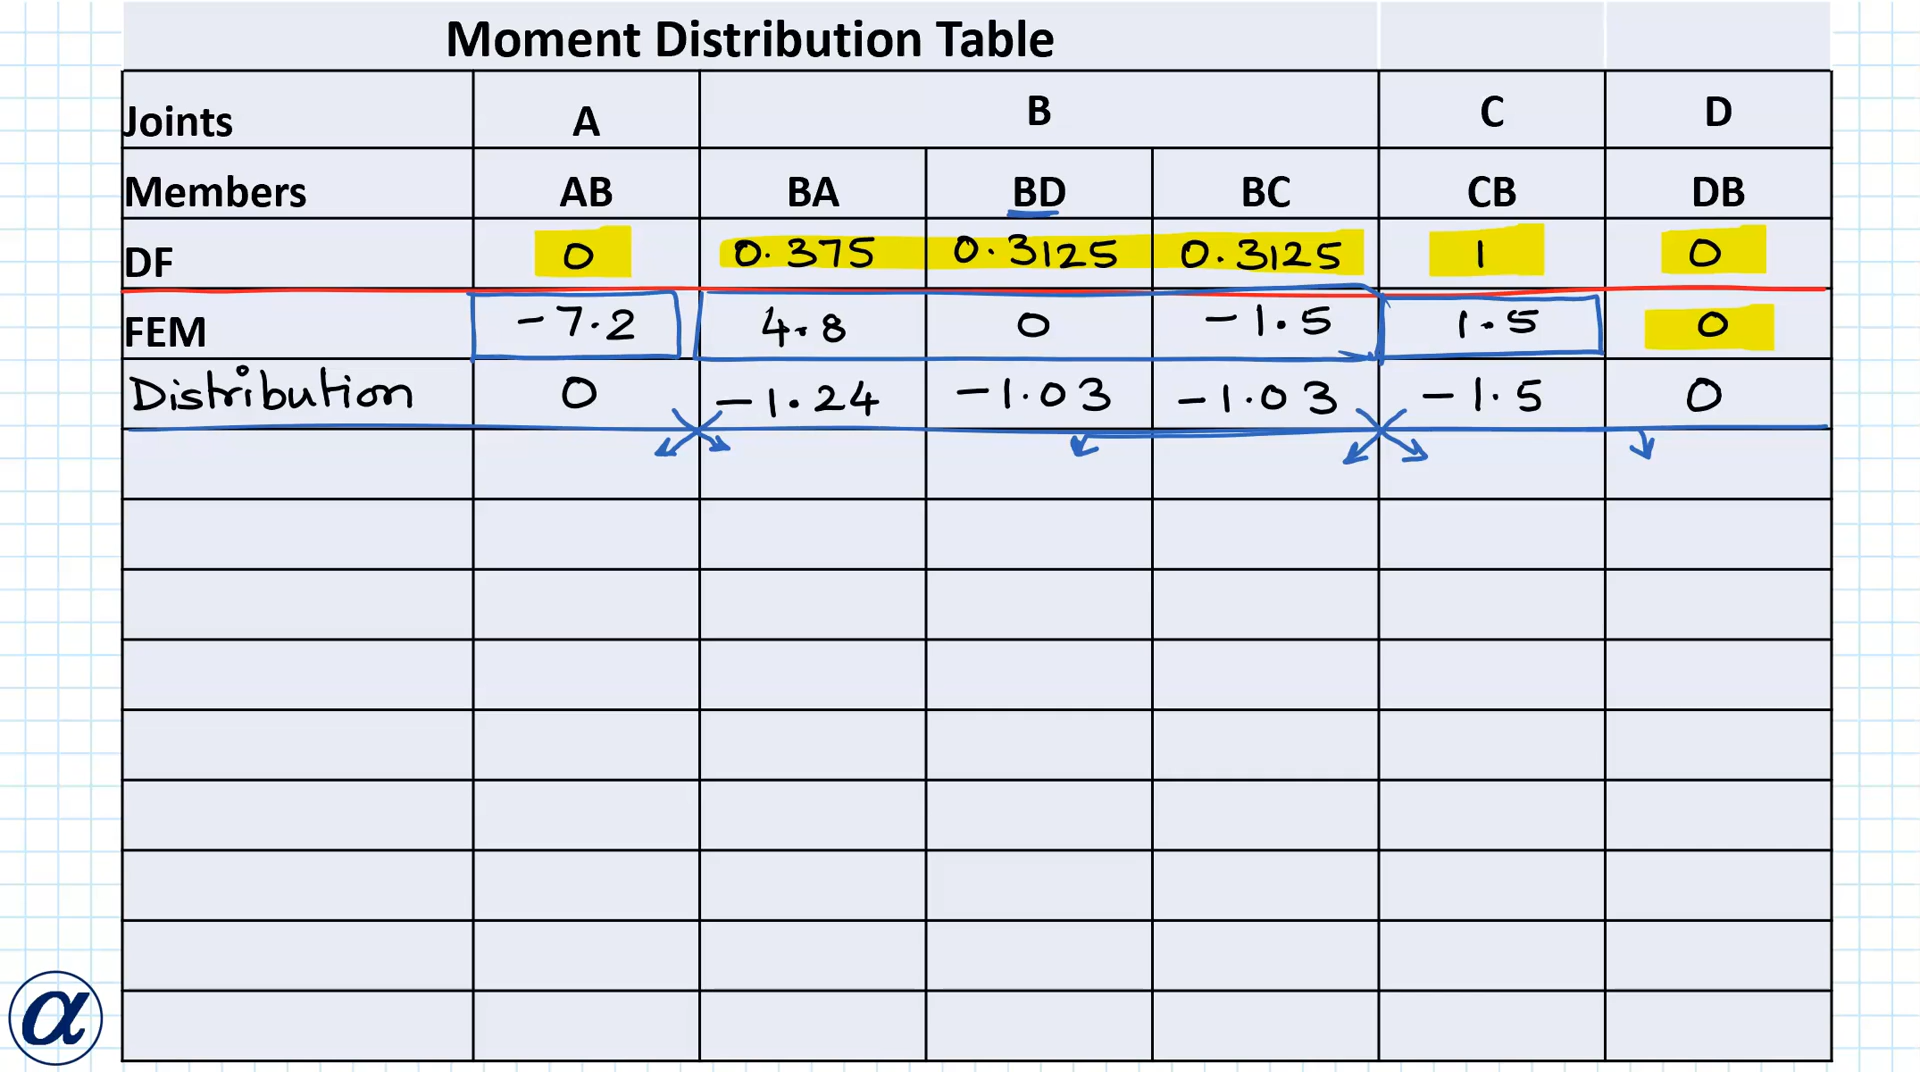 Moment Distribution Table
Joints A B C D
Members AB BA BD BC CB DB
DF 0 0.375 0.3125 0.3125 1 0
FEM -7.2 4.8 0 -1.5 1.5 0
Distribution 0 -1.24 -1.03 -1.03 -1.5 0
α